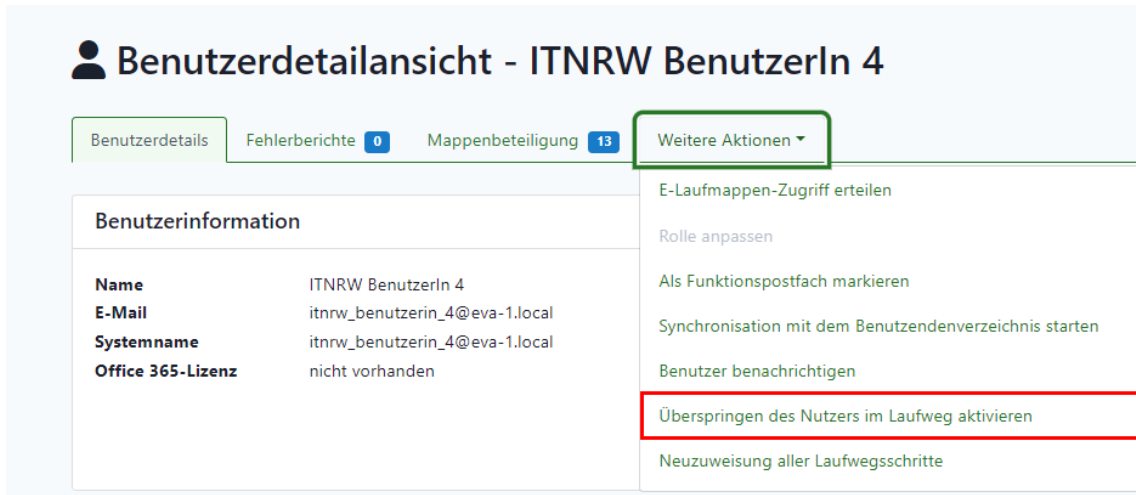 Benutzerdetailansicht - ITNRW BenutzerIn 4
Benutzerdetails Fehlerberichte 0 Mappenbeteiligung 13 Weitere Aktionen
Benutzerinformation
Name ITNRW BenutzerIn 4
E-Mail itnrw_benutzerin_4@eva-1.local
Systemname itnrw_benutzerin_4@eva-1.local
Office 365-Lizenz nicht vorhanden
E-Laufmappen-Zugriff erteilen
Rolle anpassen
Als Funktionspostfach markieren
Synchronisation mit dem Benutzendenverzeichnis starten
Benutzer benachrichtigen
Überspringen des Nutzers im Laufweg aktivieren
Neuzuweisung aller Laufwegsschritte